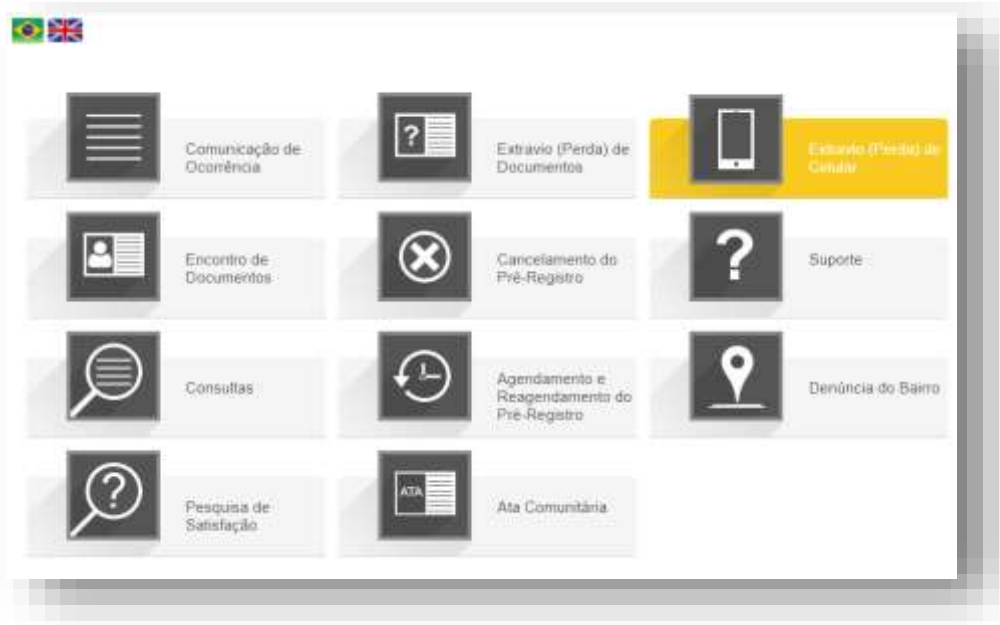 Comunicação de
Ocorrência
?
Extravio (Perda) de
Documentos
Extravio (Perda) de
Celular
Encontro de
Documentos
Cancelamento do
Pré-Registro
?
Suporte
Consultas
Agendamento e
Reagendamento do
Pré-Registro
Denúncia do Bairro
?
Pesquisa de
Satisfação
ATA
Ata Comunitária